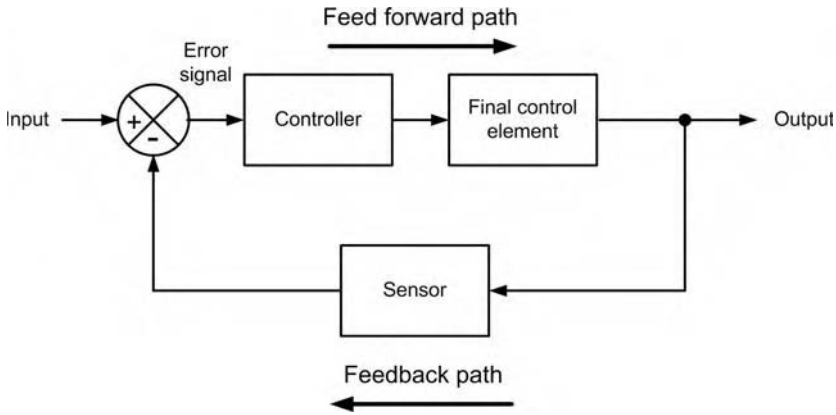 Feed forward path
Error
signal
Input
+
-
Controller
Final control
element
Output
Sensor
Feedback path